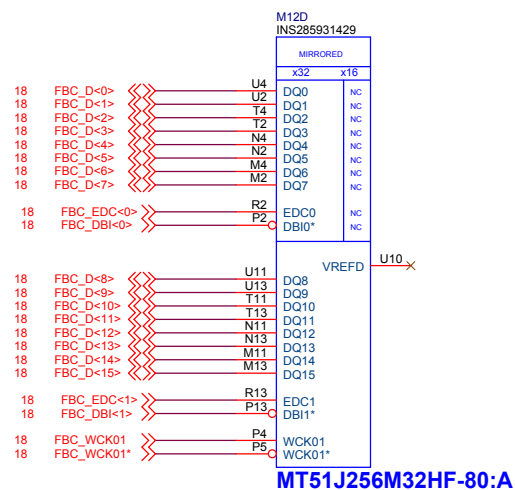 M12D
INS285931429
MIRRORED
x32 x16
18 FBC_D<0> U4 DQ0 NC
18 FBC_D<1> U2 DQ1 NC
18 FBC_D<2> T4 DQ2 NC
18 FBC_D<3> T2 DQ3 NC
18 FBC_D<4> N4 DQ4 NC
18 FBC_D<5> N2 DQ5 NC
18 FBC_D<6> M4 DQ6 NC
18 FBC_D<7> M2 DQ7 NC
18 FBC_EDC<0> R2 EDC0 NC
18 FBC_DBI<0> P2 DBI0* NC
VREFD U10
18 FBC_D<8> U11 DQ8
18 FBC_D<9> U13 DQ9
18 FBC_D<10> T11 DQ10
18 FBC_D<11> T13 DQ11
18 FBC_D<12> N11 DQ12
18 FBC_D<13> N13 DQ13
18 FBC_D<14> M11 DQ14
18 FBC_D<15> M13 DQ15
18 FBC_EDC<1> R13 EDC1
18 FBC_DBI<1> P13 DBI1*
18 FBC_WCK01 P4 WCK01
18 FBC_WCK01* P5 WCK01*
MT51J256M32HF-80:A